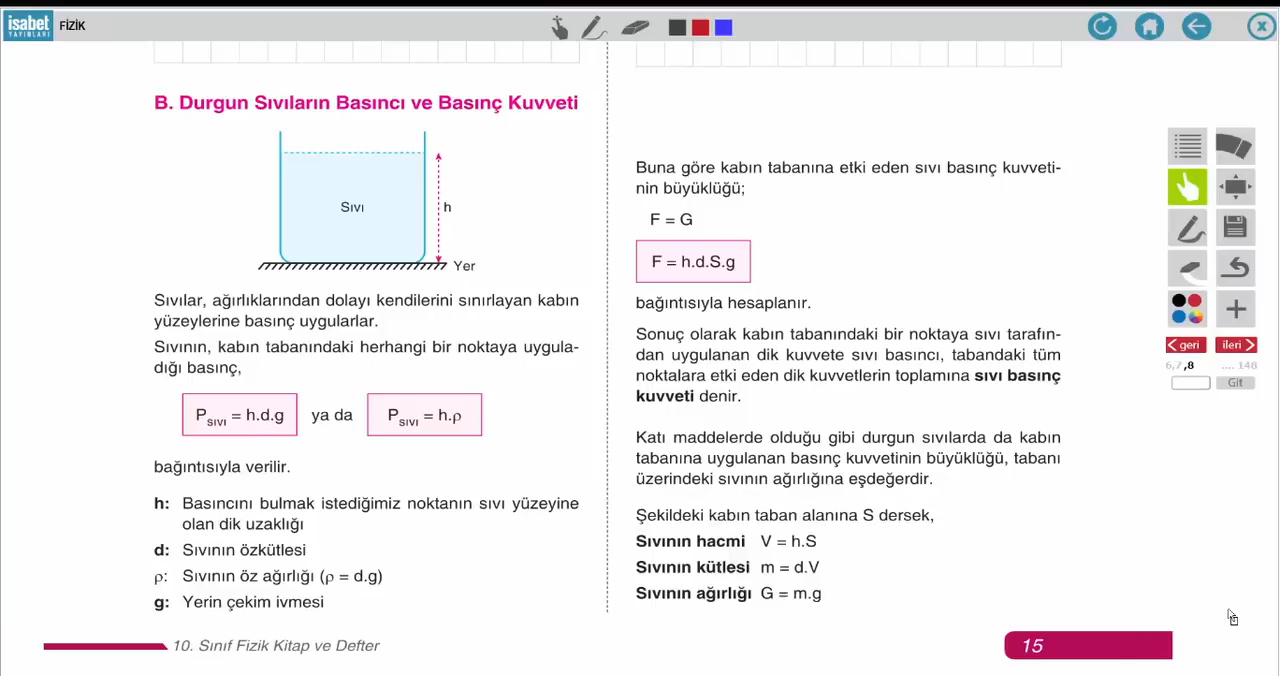 isabet
YAYINLARI
FİZİK
B. Durgun Sıvıların Basıncı ve Basınç Kuvveti
Sıvı
h
Yer
Sıvılar, ağırlıklarından dolayı kendilerini sınırlayan kabın
yüzeylerine basınç uygularlar.
Sıvının, kabın tabanındaki herhangi bir noktaya uygula-
dığı basınç,
PSIVI = h.d.g ya da PSIVI = h.ρ
bağıntısıyla verilir.
h: Basıncını bulmak istediğimiz noktanın sıvı yüzeyine
olan dik uzaklığı
d: Sıvının özkütlesi
ρ: Sıvının öz ağırlığı (ρ = d.g)
g: Yerin çekim ivmesi
10. Sınıf Fizik Kitap ve Defter
Buna göre kabın tabanına etki eden sıvı basınç kuvveti-
nin büyüklüğü;
F = G
F = h.d.S.g
bağıntısıyla hesaplanır.
Sonuç olarak kabın tabanındaki bir noktaya sıvı tarafın-
dan uygulanan dik kuvvete sıvı basıncı, tabandaki tüm
noktalara etki eden dik kuvvetlerin toplamına sıvı basınç
kuvveti denir.
Katı maddelerde olduğu gibi durgun sıvılarda da kabın
tabanına uygulanan basınç kuvvetinin büyüklüğü, tabanı
üzerindeki sıvının ağırlığına eşdeğerdir.
Şekildeki kabın taban alanına S dersek,
Sıvının hacmi V = h.S
Sıvının kütlesi m = d.V
Sıvının ağırlığı G = m.g
15
geri ileri
6,7,8 .... 148
Git